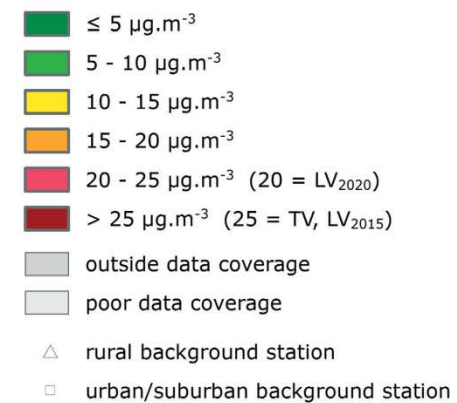 ≤ 5 µg.m⁻³
5 - 10 µg.m⁻³
10 - 15 µg.m⁻³
15 - 20 µg.m⁻³
20 - 25 µg.m⁻³ (20 = LV₂₀₂₀)
> 25 µg.m⁻³ (25 = TV, LV₂₀₁₅)
outside data coverage
poor data coverage
rural background station
urban/suburban background station